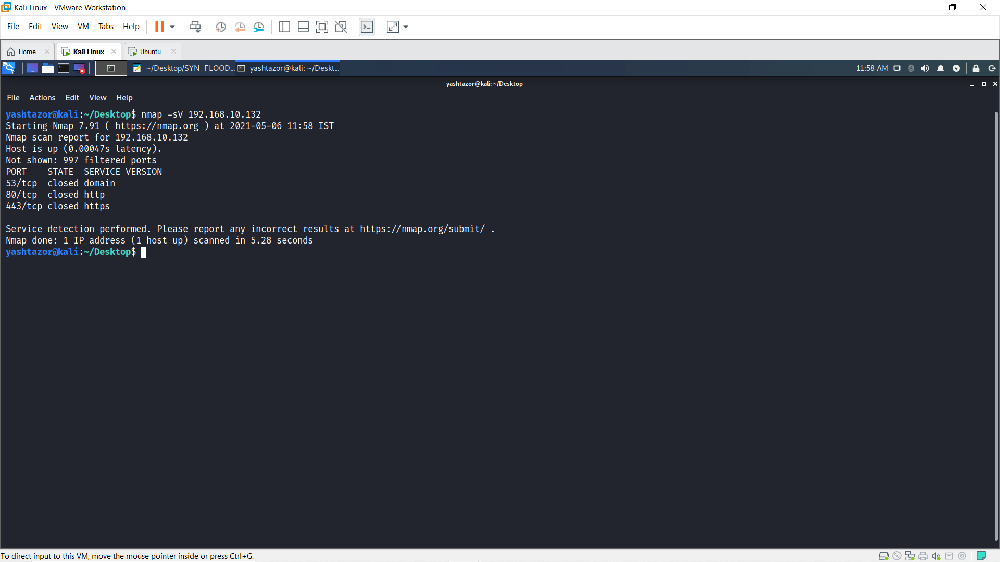 Kali Linux - VMware Workstation
File Edit View VM Tabs Help
Home Kali Linux Ubuntu
~/Desktop/SYN_FLOOD... yashtazor@kali: ~/Deskt... 11:58 AM
yashtazor@kali: ~/Desktop
File Actions Edit View Help
yashtazor@kali:~/Desktop$ nmap -sV 192.168.10.132
Starting Nmap 7.91 ( https://nmap.org ) at 2021-05-06 11:58 IST
Nmap scan report for 192.168.10.132
Host is up (0.00047s latency).
Not shown: 997 filtered ports
PORT    STATE  SERVICE VERSION
53/tcp  closed domain
80/tcp  closed http
443/tcp closed https
Service detection performed. Please report any incorrect results at https://nmap.org/submit/ .
Nmap done: 1 IP address (1 host up) scanned in 5.28 seconds
yashtazor@kali:~/Desktop$
To direct input to this VM, move the mouse pointer inside or press Ctrl+G.